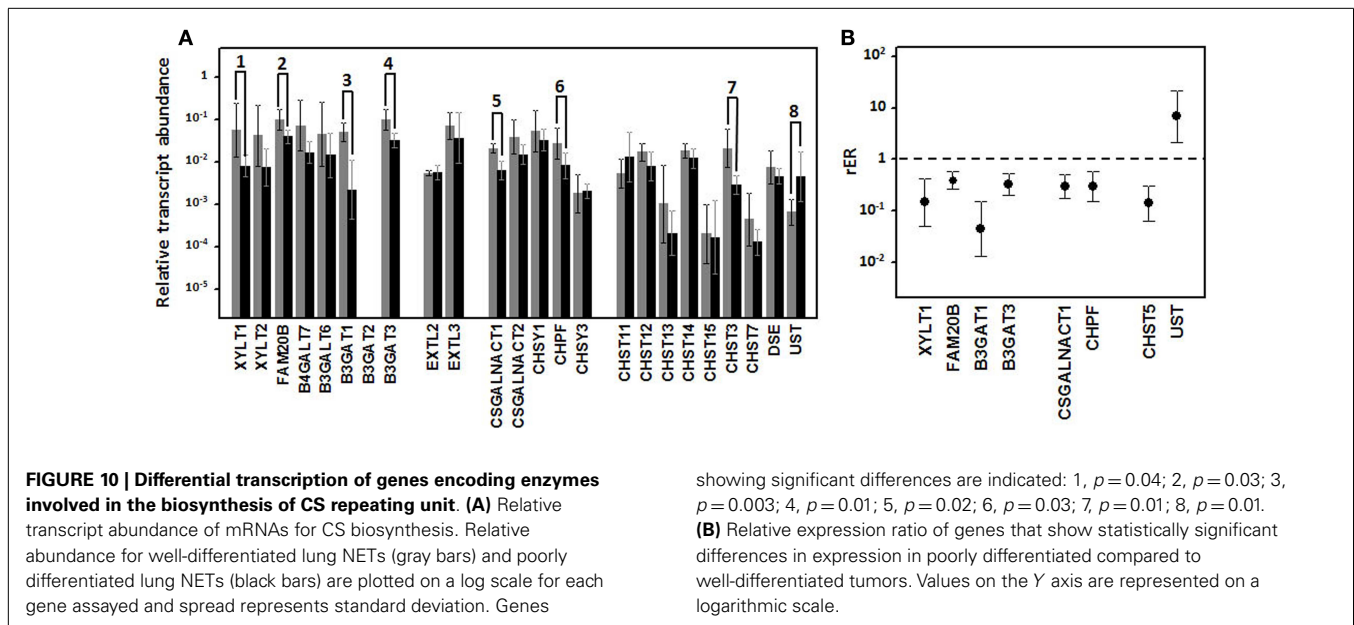 A
Relative transcript abundance
1
10⁻¹
10⁻²
10⁻³
10⁻⁴
10⁻⁵
1
2
3
4
5
6
7
8
XYLT1
XYLT2
FAM20B
B4GALT7
B3GALT6
B3GAT1
B3GAT2
B3GAT3
EXTL2
EXTL3
CSGALNACT1
CSGALNACT2
CHSY1
CHPF
CHSY3
CHST11
CHST12
CHST13
CHST14
CHST15
CHST3
CHST7
DSE
UST
B
rER
10²
10
1
10⁻¹
10⁻²
XYLT1
FAM20B
B3GAT1
B3GAT3
CSGALNACT1
CHPF
CHST5
UST
FIGURE 10 | Differential transcription of genes encoding enzymes
involved in the biosynthesis of CS repeating unit. (A) Relative
transcript abundance of mRNAs for CS biosynthesis. Relative
abundance for well-differentiated lung NETs (gray bars) and poorly
differentiated lung NETs (black bars) are plotted on a log scale for each
gene assayed and spread represents standard deviation. Genes
showing significant differences are indicated: 1, p = 0.04; 2, p = 0.03; 3,
p = 0.003; 4, p = 0.01; 5, p = 0.02; 6, p = 0.03; 7, p = 0.01; 8, p = 0.01.
(B) Relative expression ratio of genes that show statistically significant
differences in expression in poorly differentiated compared to
well-differentiated tumors. Values on the Y axis are represented on a
logarithmic scale.